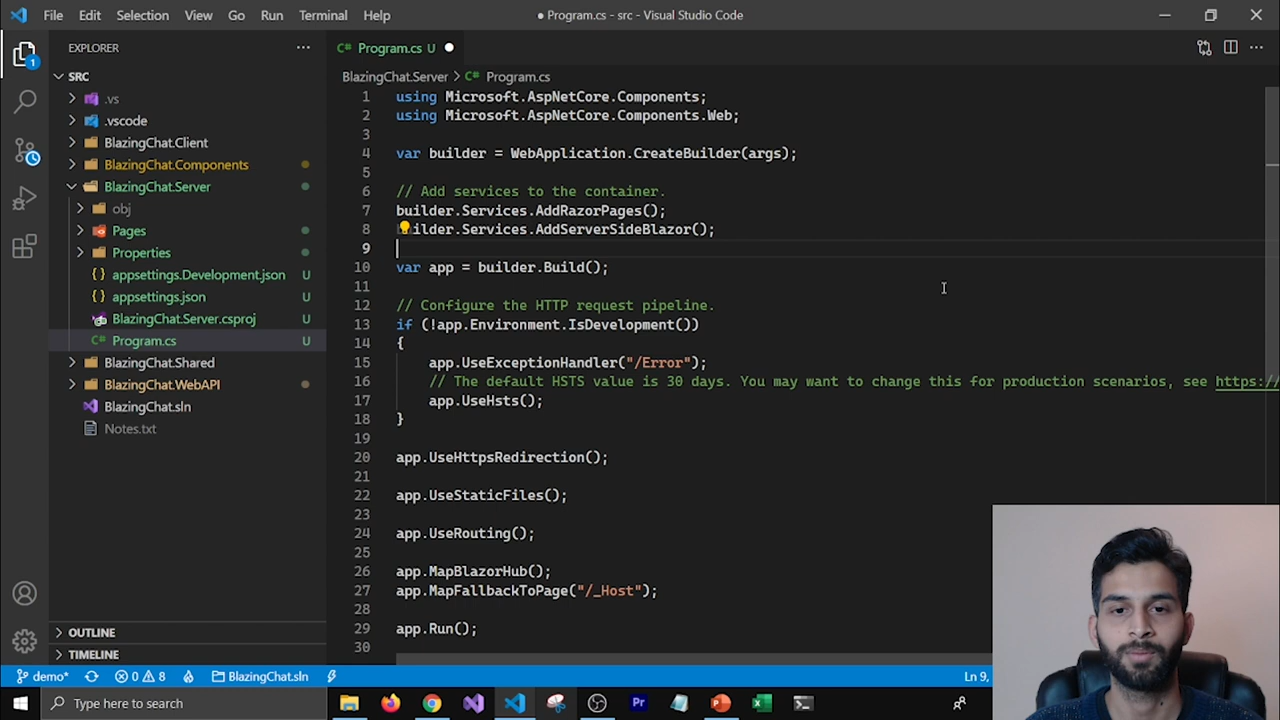 File Edit Selection View Go Run Terminal Help
● Program.cs - src - Visual Studio Code
EXPLORER
SRC
.vs
.vscode
BlazingChat.Client
BlazingChat.Components
BlazingChat.Server
obj
Pages
Properties
appsettings.Development.json U
appsettings.json U
BlazingChat.Server.csproj U
Program.cs U
BlazingChat.Shared
BlazingChat.WebAPI
BlazingChat.sln
Notes.txt
OUTLINE
TIMELINE
Program.cs U
BlazingChat.Server > Program.cs
1 using Microsoft.AspNetCore.Components;
2 using Microsoft.AspNetCore.Components.Web;
3
4 var builder = WebApplication.CreateBuilder(args);
5
6 // Add services to the container.
7 builder.Services.AddRazorPages();
8 ilder.Services.AddServerSideBlazor();
9
10 var app = builder.Build();
11
12 // Configure the HTTP request pipeline.
13 if (!app.Environment.IsDevelopment())
14 {
15 app.UseExceptionHandler("/Error");
16 // The default HSTS value is 30 days. You may want to change this for production scenarios, see https://
17 app.UseHsts();
18 }
19
20 app.UseHttpsRedirection();
21
22 app.UseStaticFiles();
23
24 app.UseRouting();
25
26 app.MapBlazorHub();
27 app.MapFallbackToPage("/_Host");
28
29 app.Run();
30
demo* 0 8 BlazingChat.sln Ln 9,
Type here to search